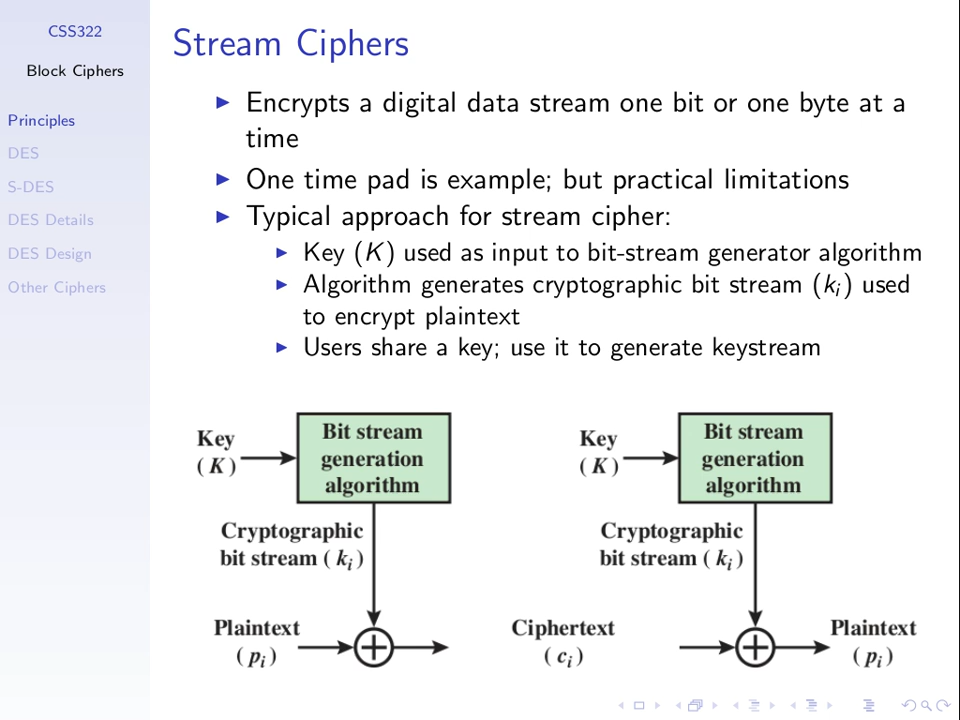 CSS322
Block Ciphers
Principles
DES
S-DES
DES Details
DES Design
Other Ciphers
Stream Ciphers
Encrypts a digital data stream one bit or one byte at a
time
One time pad is example; but practical limitations
Typical approach for stream cipher:
Key (K) used as input to bit-stream generator algorithm
Algorithm generates cryptographic bit stream (kᵢ) used
to encrypt plaintext
Users share a key; use it to generate keystream
Key
( K )
Bit stream
generation
algorithm
Cryptographic
bit stream ( kᵢ )
Plaintext
( pᵢ )
Ciphertext
( cᵢ )
Key
( K )
Bit stream
generation
algorithm
Cryptographic
bit stream ( kᵢ )
Plaintext
( pᵢ )